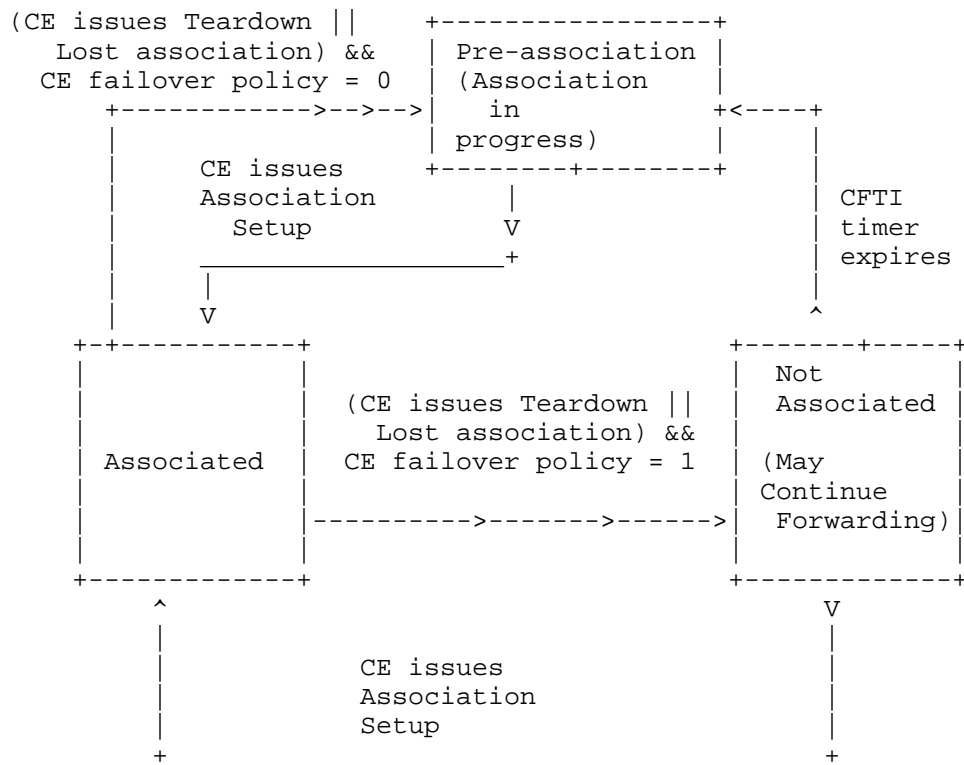 (CE issues Teardown ||    +-----------------+
   Lost association) &&   | Pre-association |
  CE failover policy = 0  | (Association    |
      +------------>-->-->|   in            +<----+
      |                   | progress)       |     |
      |    CE issues      +--------+--------+     |
      |    Association        |                   | CFTI
      |      Setup            V                   | timer
      |    ___________________+                   | expires
      |    |                                      |
      |    V                                      ^
    +-+-----------+                          +-------+-----+
    |             |                          |  Not        |
    |             |  (CE issues Teardown ||  |  Associated |
    |             |    Lost association) &&  |             |
    | Associated  |  CE failover policy = 1  | (May        |
    |             |                          | Continue    |
    |             |---------->------->------>|  Forwarding)|
    |             |                          |             |
    +-------------+                          +-------------+
         ^                                         V
         |                                         |
         |            CE issues                    |
         |            Association                  |
         |            Setup                        |
         +                                         +